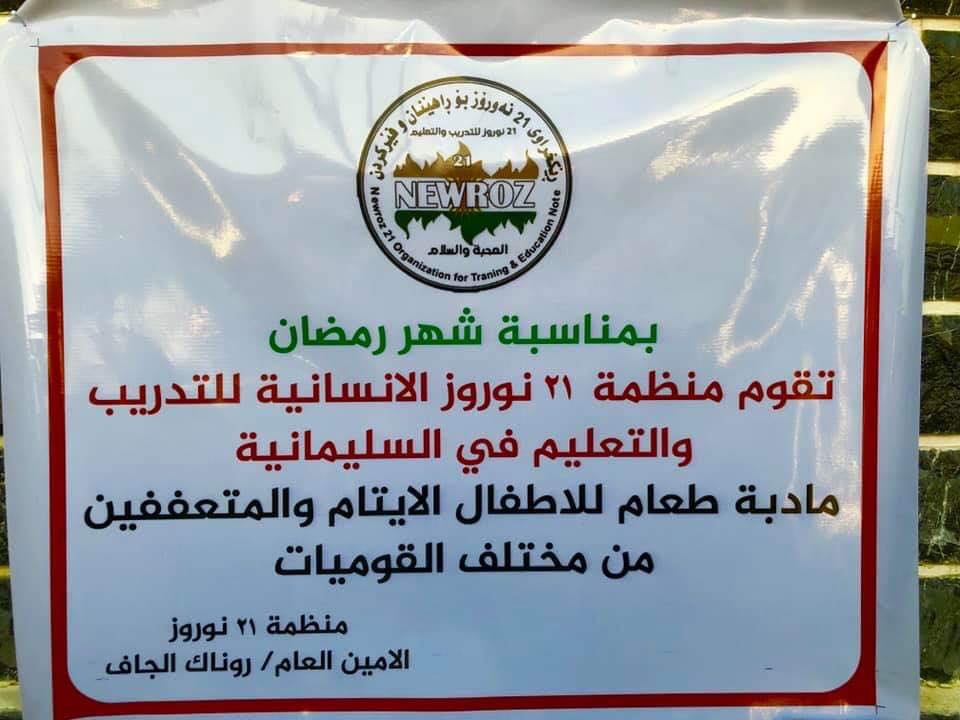 ڕێکخراوی 21 نەورۆز بۆ ڕاهێنان و فێرکردن
21 نوروز للتدريب والتعليم
21
NEWROZ
المحبة والسلام
Newroz 21 Organization for Traning & Education Note
بمناسبة شهر رمضان
تقوم منظمة ٢١ نوروز الانسانية للتدريب
والتعليم في السليمانية
مادبة طعام للاطفال الايتام والمتعففين
من مختلف القوميات
منظمة ٢١ نوروز
الامين العام/ روناك الجاف